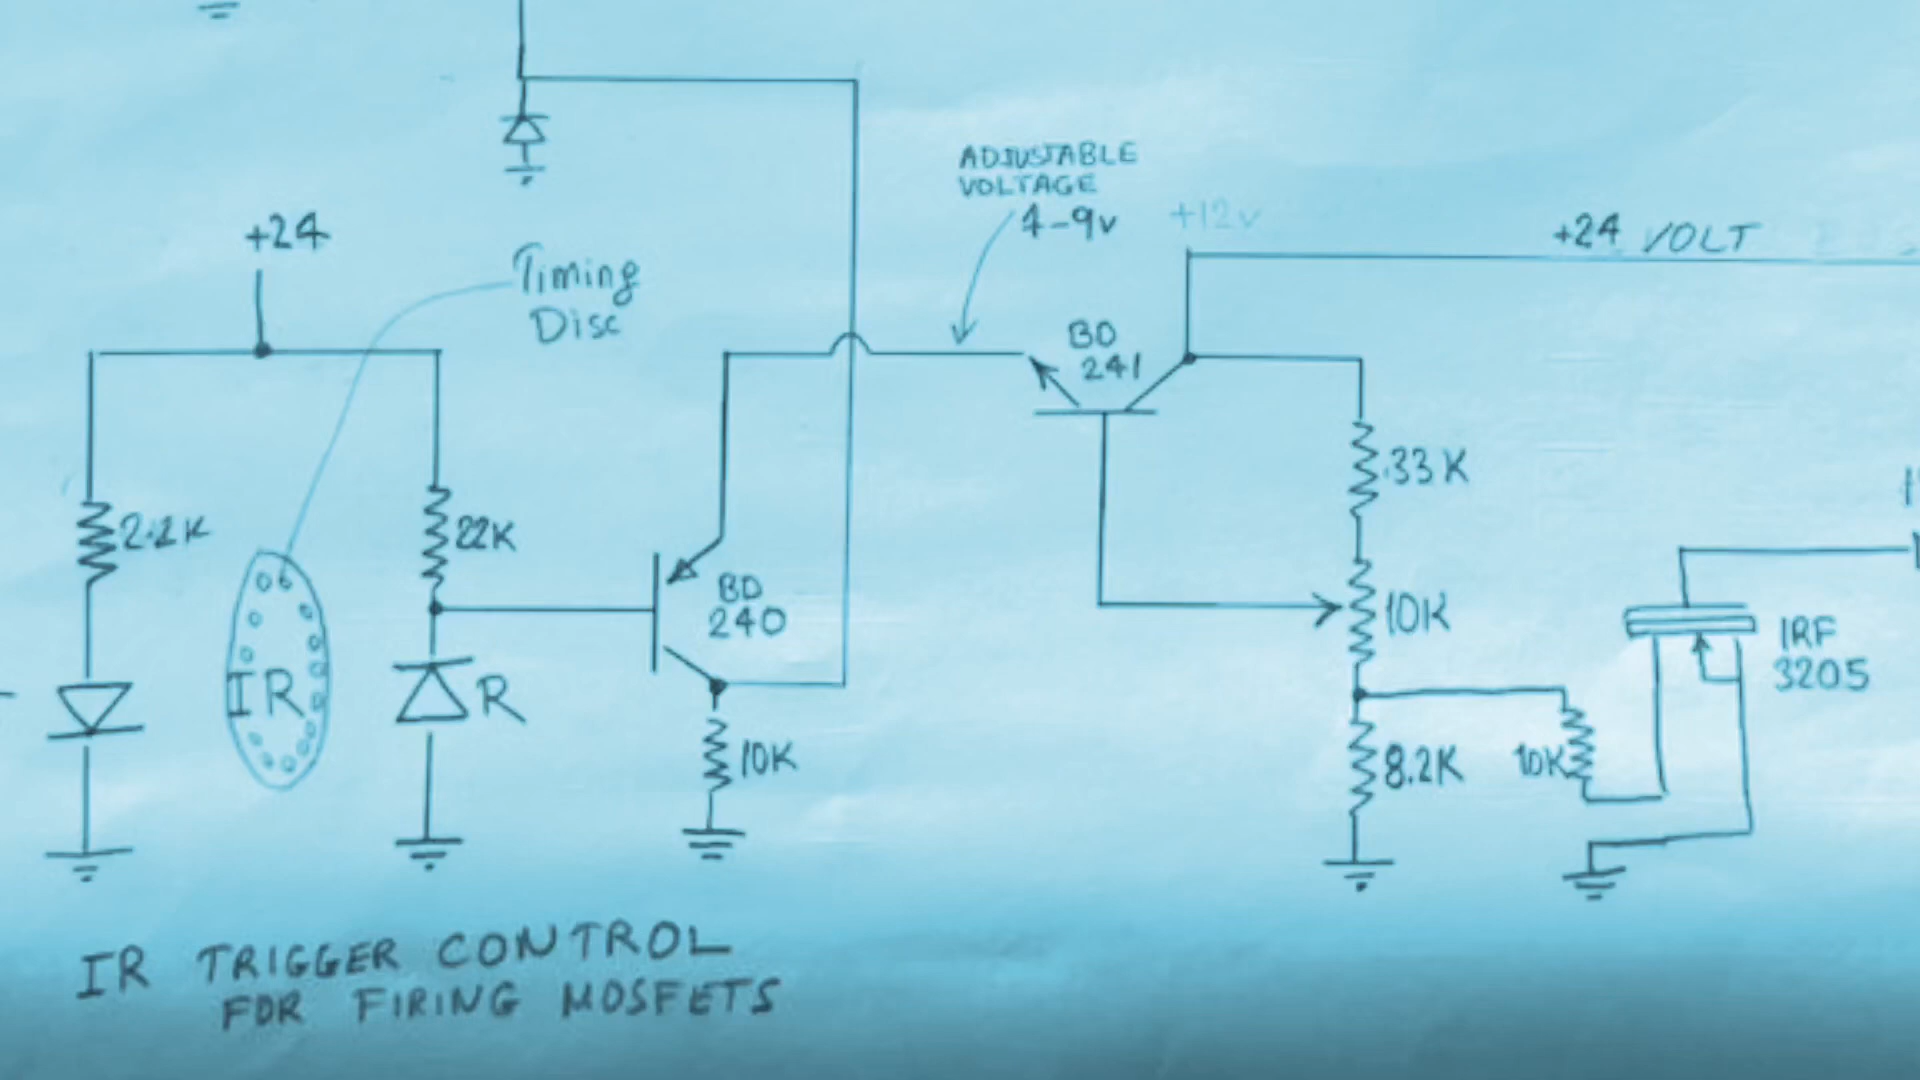 ADJUSTABLE
VOLTAGE
4-9v
+12v
+24 VOLT
+24
Timing
Disc
BD
241
33K
2.2K
22K
BD
240
10K
IRF
3205
IR
R
10K
8.2K
10K
IR TRIGGER CONTROL
FOR FIRING MOSFETS